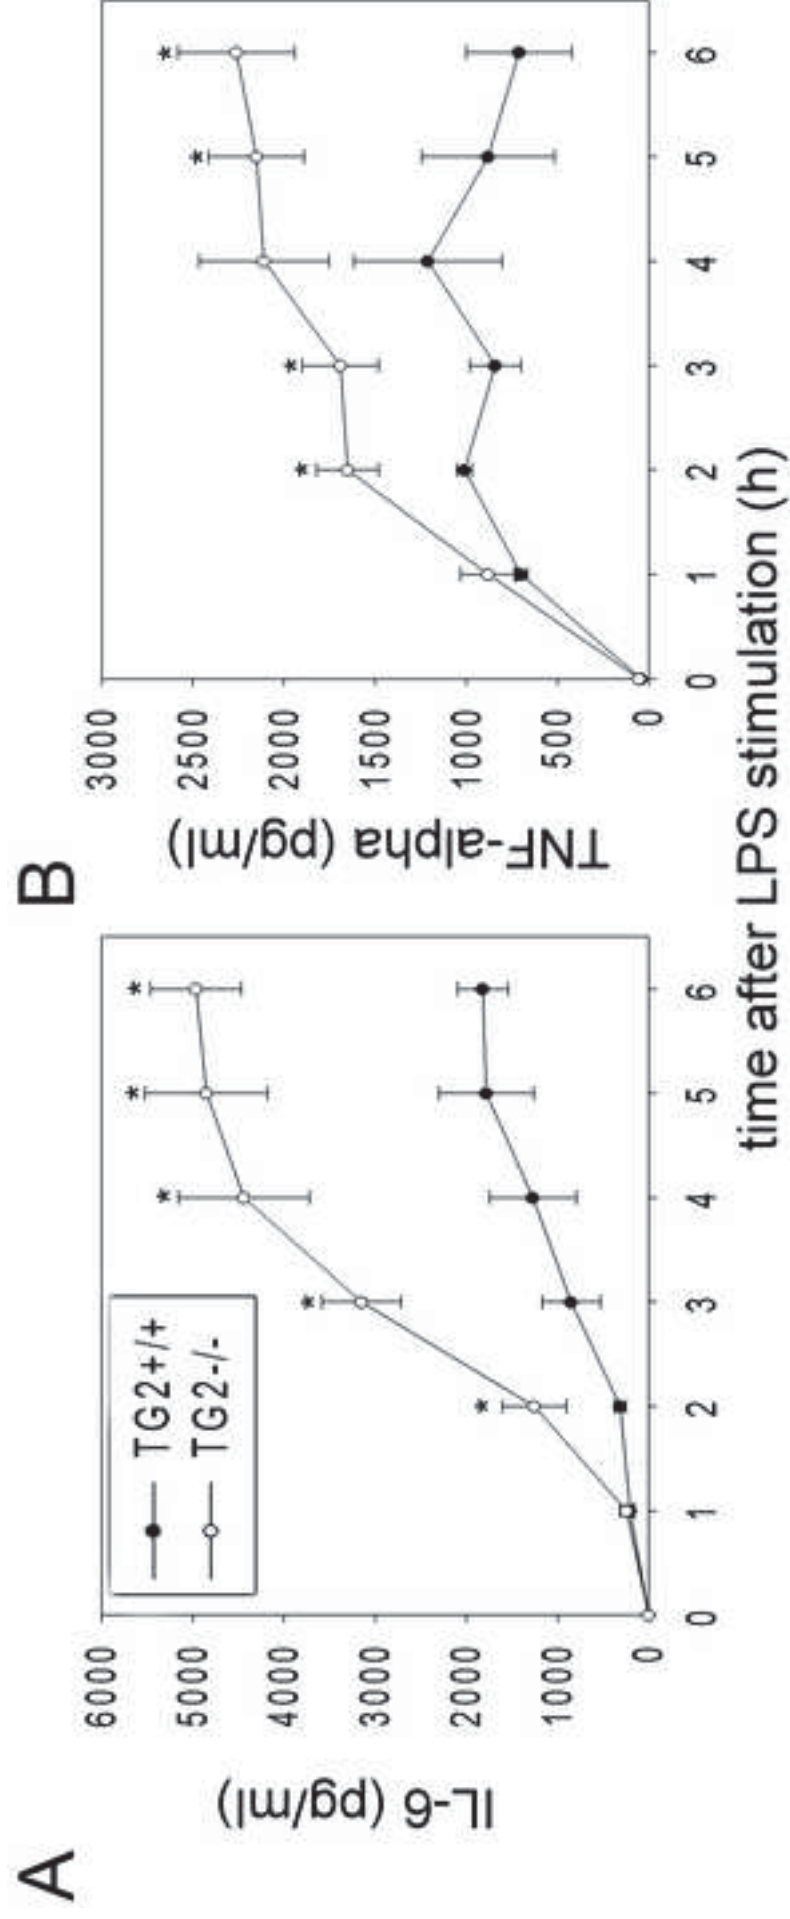 A
IL-6 (pg/ml)
6000
5000
4000
3000
2000
1000
0
TG2+/+
TG2-/-
*
*
*
*
*
0 1 2 3 4 5 6
B
TNF-alpha (pg/ml)
3000
2500
2000
1500
1000
500
0
*
*
*
*
0 1 2 3 4 5 6
time after LPS stimulation (h)